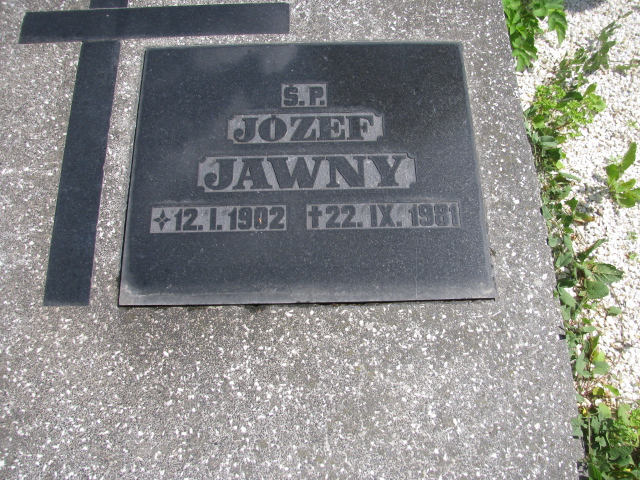 Ś.P.
JÓZEF
JAWNY
✧12. I. 1902 ✝22. IX. 1981